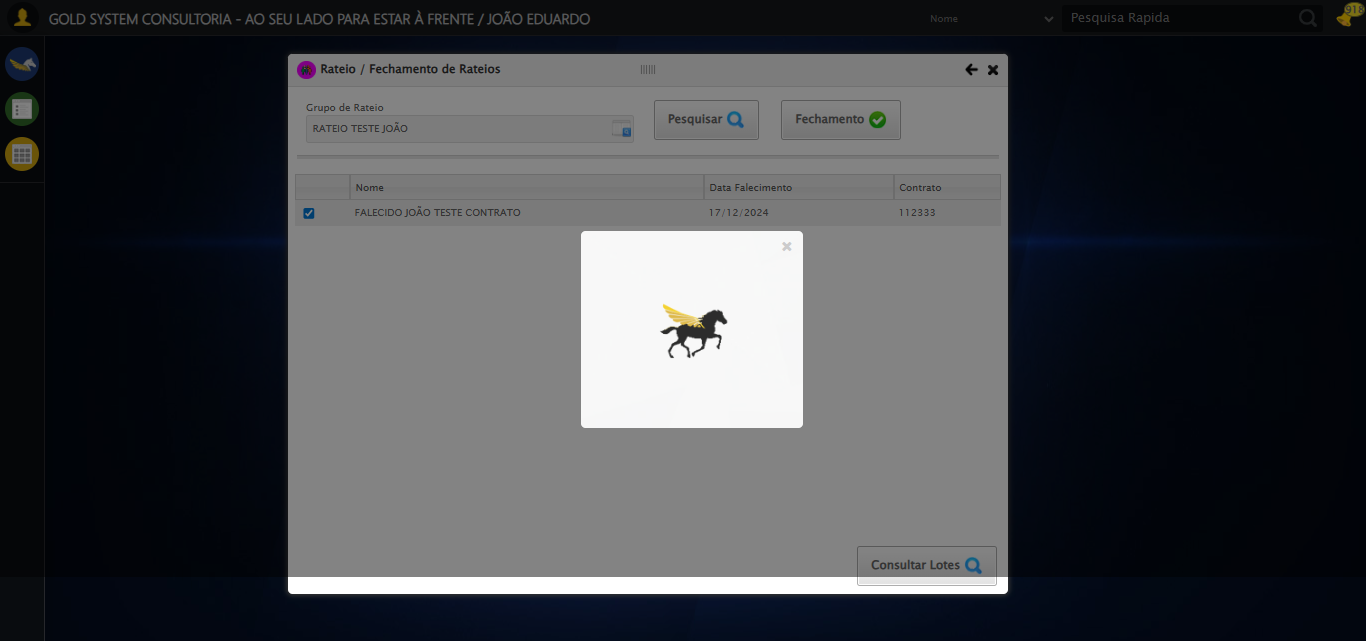 GOLD SYSTEM CONSULTORIA - AO SEU LADO PARA ESTAR À FRENTE / JOÃO EDUARDO
Nome
Pesquisa Rapida
918
Rateio / Fechamento de Rateios
Grupo de Rateio
RATEIO TESTE JOÃO
Pesquisar
Fechamento
Nome Data Falecimento Contrato
FALECIDO JOÃO TESTE CONTRATO 17/12/2024 112333
Consultar Lotes